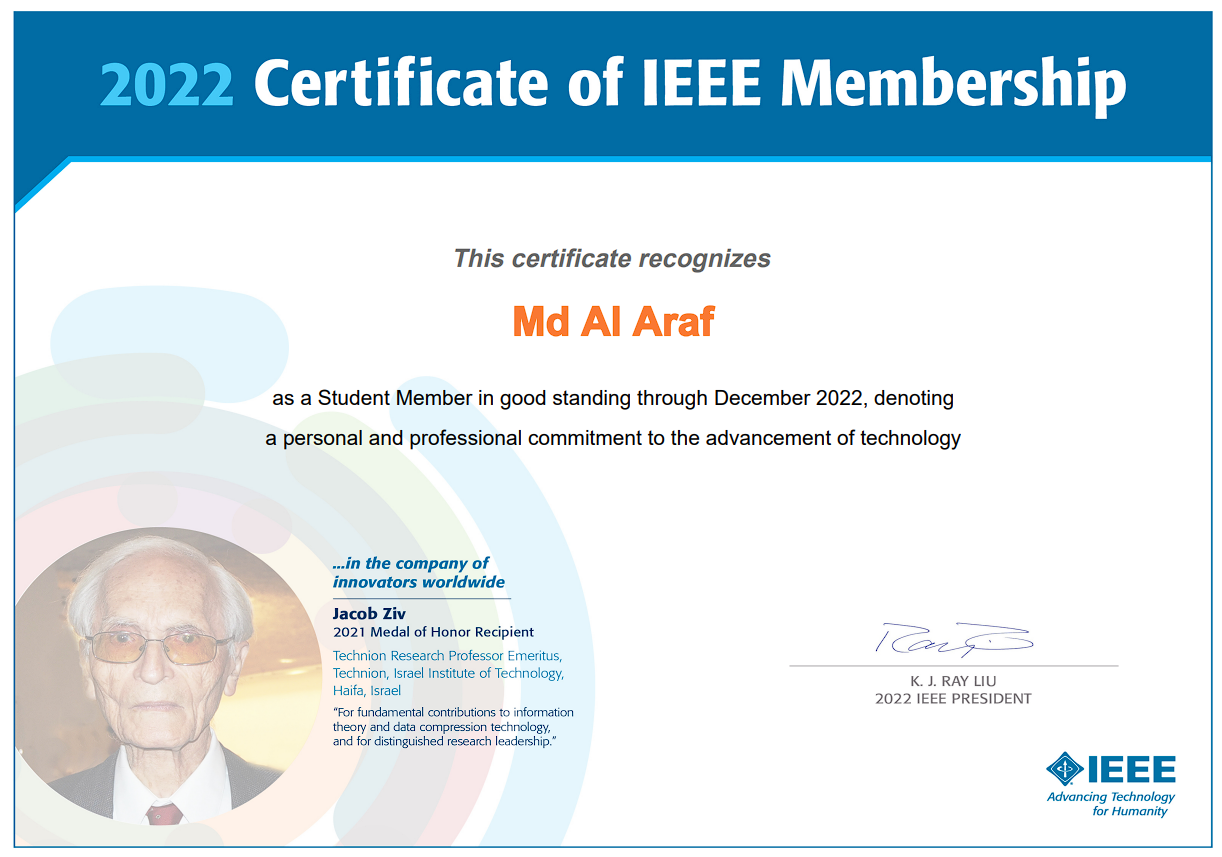 2022 Certificate of IEEE Membership
This certificate recognizes
Md Al Araf
as a Student Member in good standing through December 2022, denoting
a personal and professional commitment to the advancement of technology
...in the company of
innovators worldwide
Jacob Ziv
2021 Medal of Honor Recipient
Technion Research Professor Emeritus,
Technion, Israel Institute of Technology,
Haifa, Israel
“For fundamental contributions to information
theory and data compression technology,
and for distinguished research leadership.”
K. J. RAY LIU
2022 IEEE PRESIDENT
IEEE
Advancing Technology
for Humanity